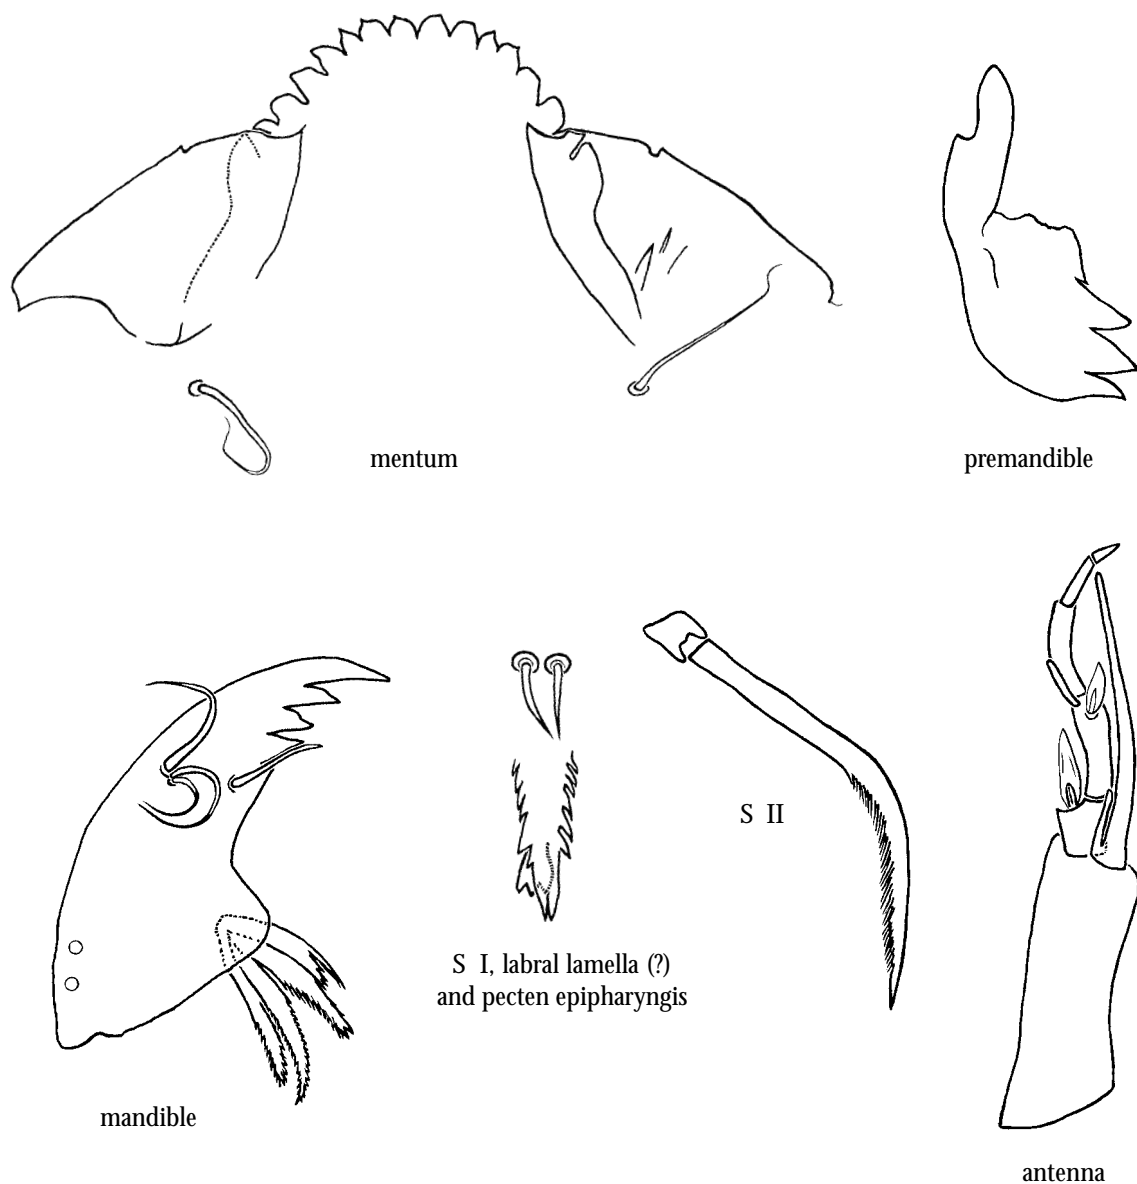 mentum
premandible
S II
S I, labral lamella (?)
and pecten epipharyngis
mandible
antenna